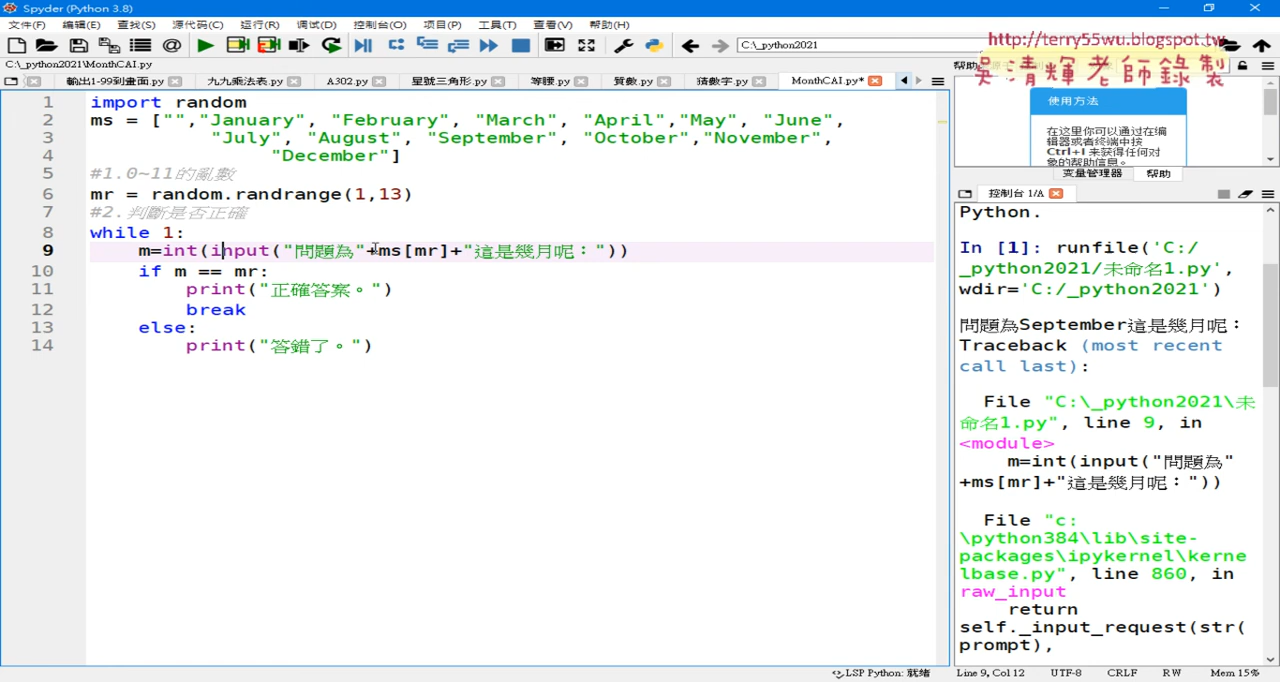 Spyder (Python 3.8)
文件(F) 编辑(E) 查找(S) 源代码(C) 运行(R) 调试(D) 控制台(O) 项目(P) 工具(T) 查看(V) 帮助(H)
C:\_python2021
http://terry55wu.blogspot.tw
吳清輝老師錄製
C:\_python2021\MonthCAI.py
輸出1-99到畫面.py 九九乘法表.py A302.py 星號三角形.py 等腰.py 質數.py 猜數字.py MonthCAI.py*
帮助
1 import random
2 ms = ["","January", "February", "March", "April","May", "June",
3 "July", "August", "September", "October","November",
4 "December"]
5 #1.0~11的亂數
6 mr = random.randrange(1,13)
7 #2.判斷是否正確
8 while 1:
9 m=int(input("問題為"+ms[mr]+"這是幾月呢："))
10 if m == mr:
11 print("正確答案。")
12 break
13 else:
14 print("答錯了。")
使用方法
在这里你可以通过在编
辑器或者终端中按
Ctrl+I 来获得任何对
象的帮助信息。
变量管理器 帮助
控制台 1/A
Python.
In [1]: runfile('C:/
_python2021/未命名1.py',
wdir='C:/_python2021')
問題為September這是幾月呢：
Traceback (most recent
call last):
File "C:\_python2021\未
命名1.py", line 9, in
<module>
m=int(input("問題為"
+ms[mr]+"這是幾月呢："))
File "c:
\python384\lib\site-
packages\ipykernel\kerne
lbase.py", line 860, in
raw_input
return
self._input_request(str(
prompt),
LSP Python: 就绪 Line 9, Col 12 UTF-8 CRLF RW Mem 15%